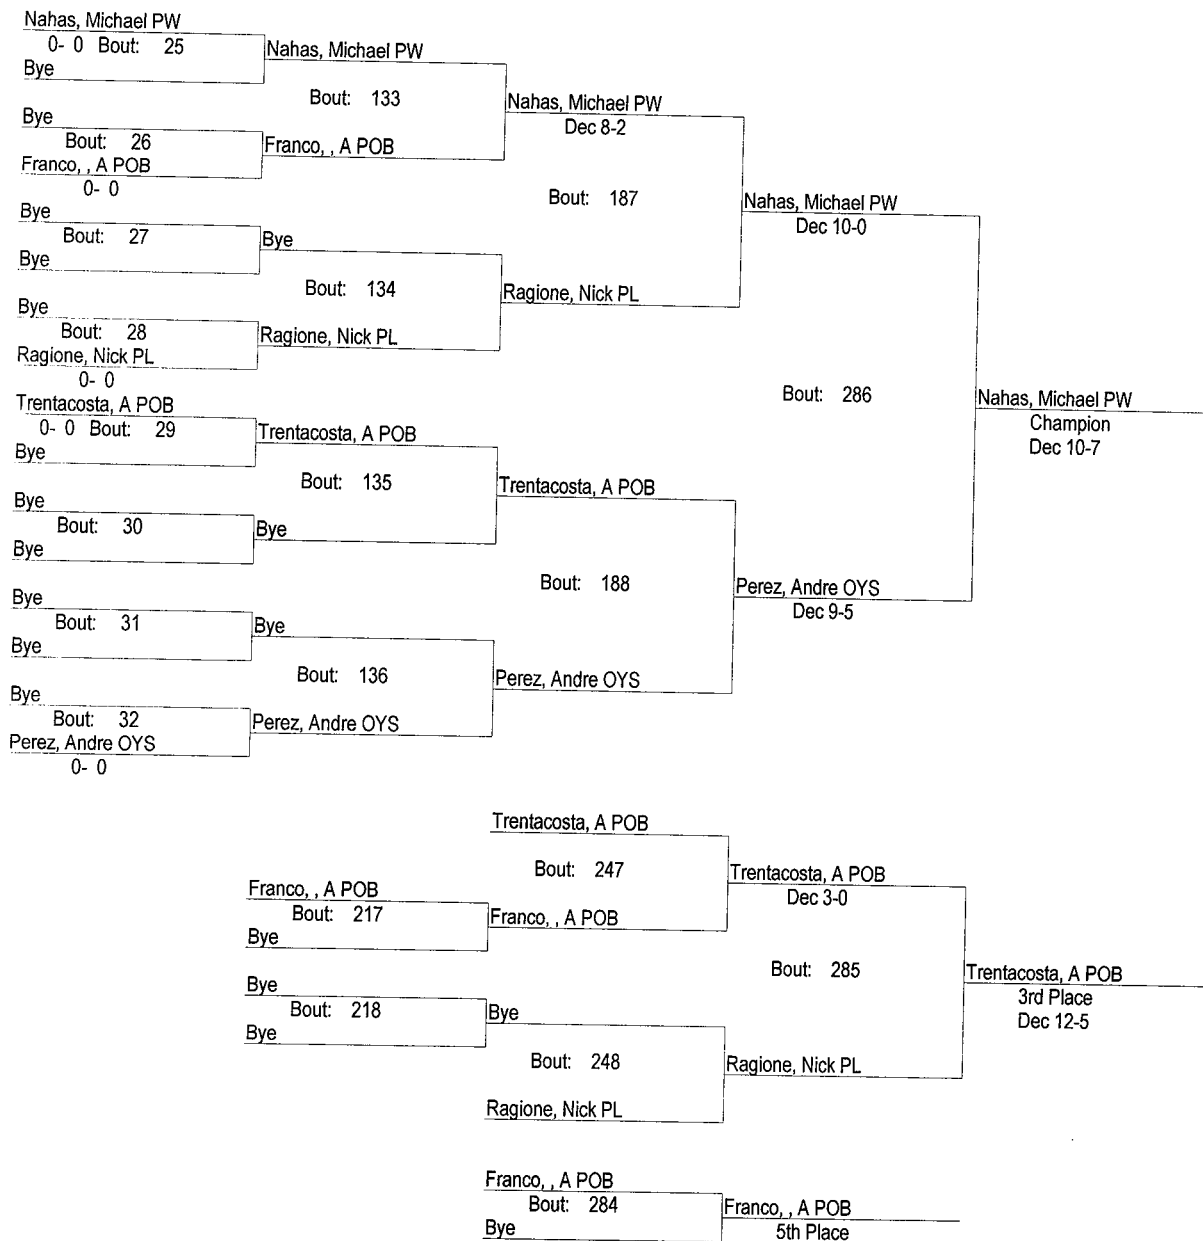 Nahas, Michael PW
0- 0 Bout: 25
Bye
Nahas, Michael PW
Bout: 133
Bye
Bout: 26
Franco, , A POB
0- 0
Franco, , A POB
Nahas, Michael PW
Dec 8-2
Bout: 187
Bye
Bout: 27
Bye
Bye
Bout: 134
Bye
Bout: 28
Ragione, Nick PL
0- 0
Ragione, Nick PL
Ragione, Nick PL
Nahas, Michael PW
Dec 10-0
Bout: 286
Trentacosta, A POB
0- 0 Bout: 29
Bye
Trentacosta, A POB
Bout: 135
Bye
Bout: 30
Bye
Bye
Trentacosta, A POB
Bout: 188
Bye
Bout: 31
Bye
Bye
Bout: 136
Bye
Bout: 32
Perez, Andre OYS
0- 0
Perez, Andre OYS
Perez, Andre OYS
Perez, Andre OYS
Dec 9-5
Nahas, Michael PW
Champion
Dec 10-7
Trentacosta, A POB
Bout: 247
Franco, , A POB
Bout: 217
Bye
Franco, , A POB
Trentacosta, A POB
Dec 3-0
Bout: 285
Bye
Bout: 218
Bye
Bye
Bout: 248
Ragione, Nick PL
Ragione, Nick PL
Trentacosta, A POB
3rd Place
Dec 12-5
Franco, , A POB
Bout: 284
Bye
Franco, , A POB
5th Place